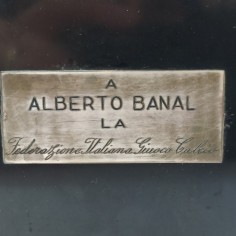 A
ALBERTO BANAL
LA
Federazione Italiana Giuoco Calcio